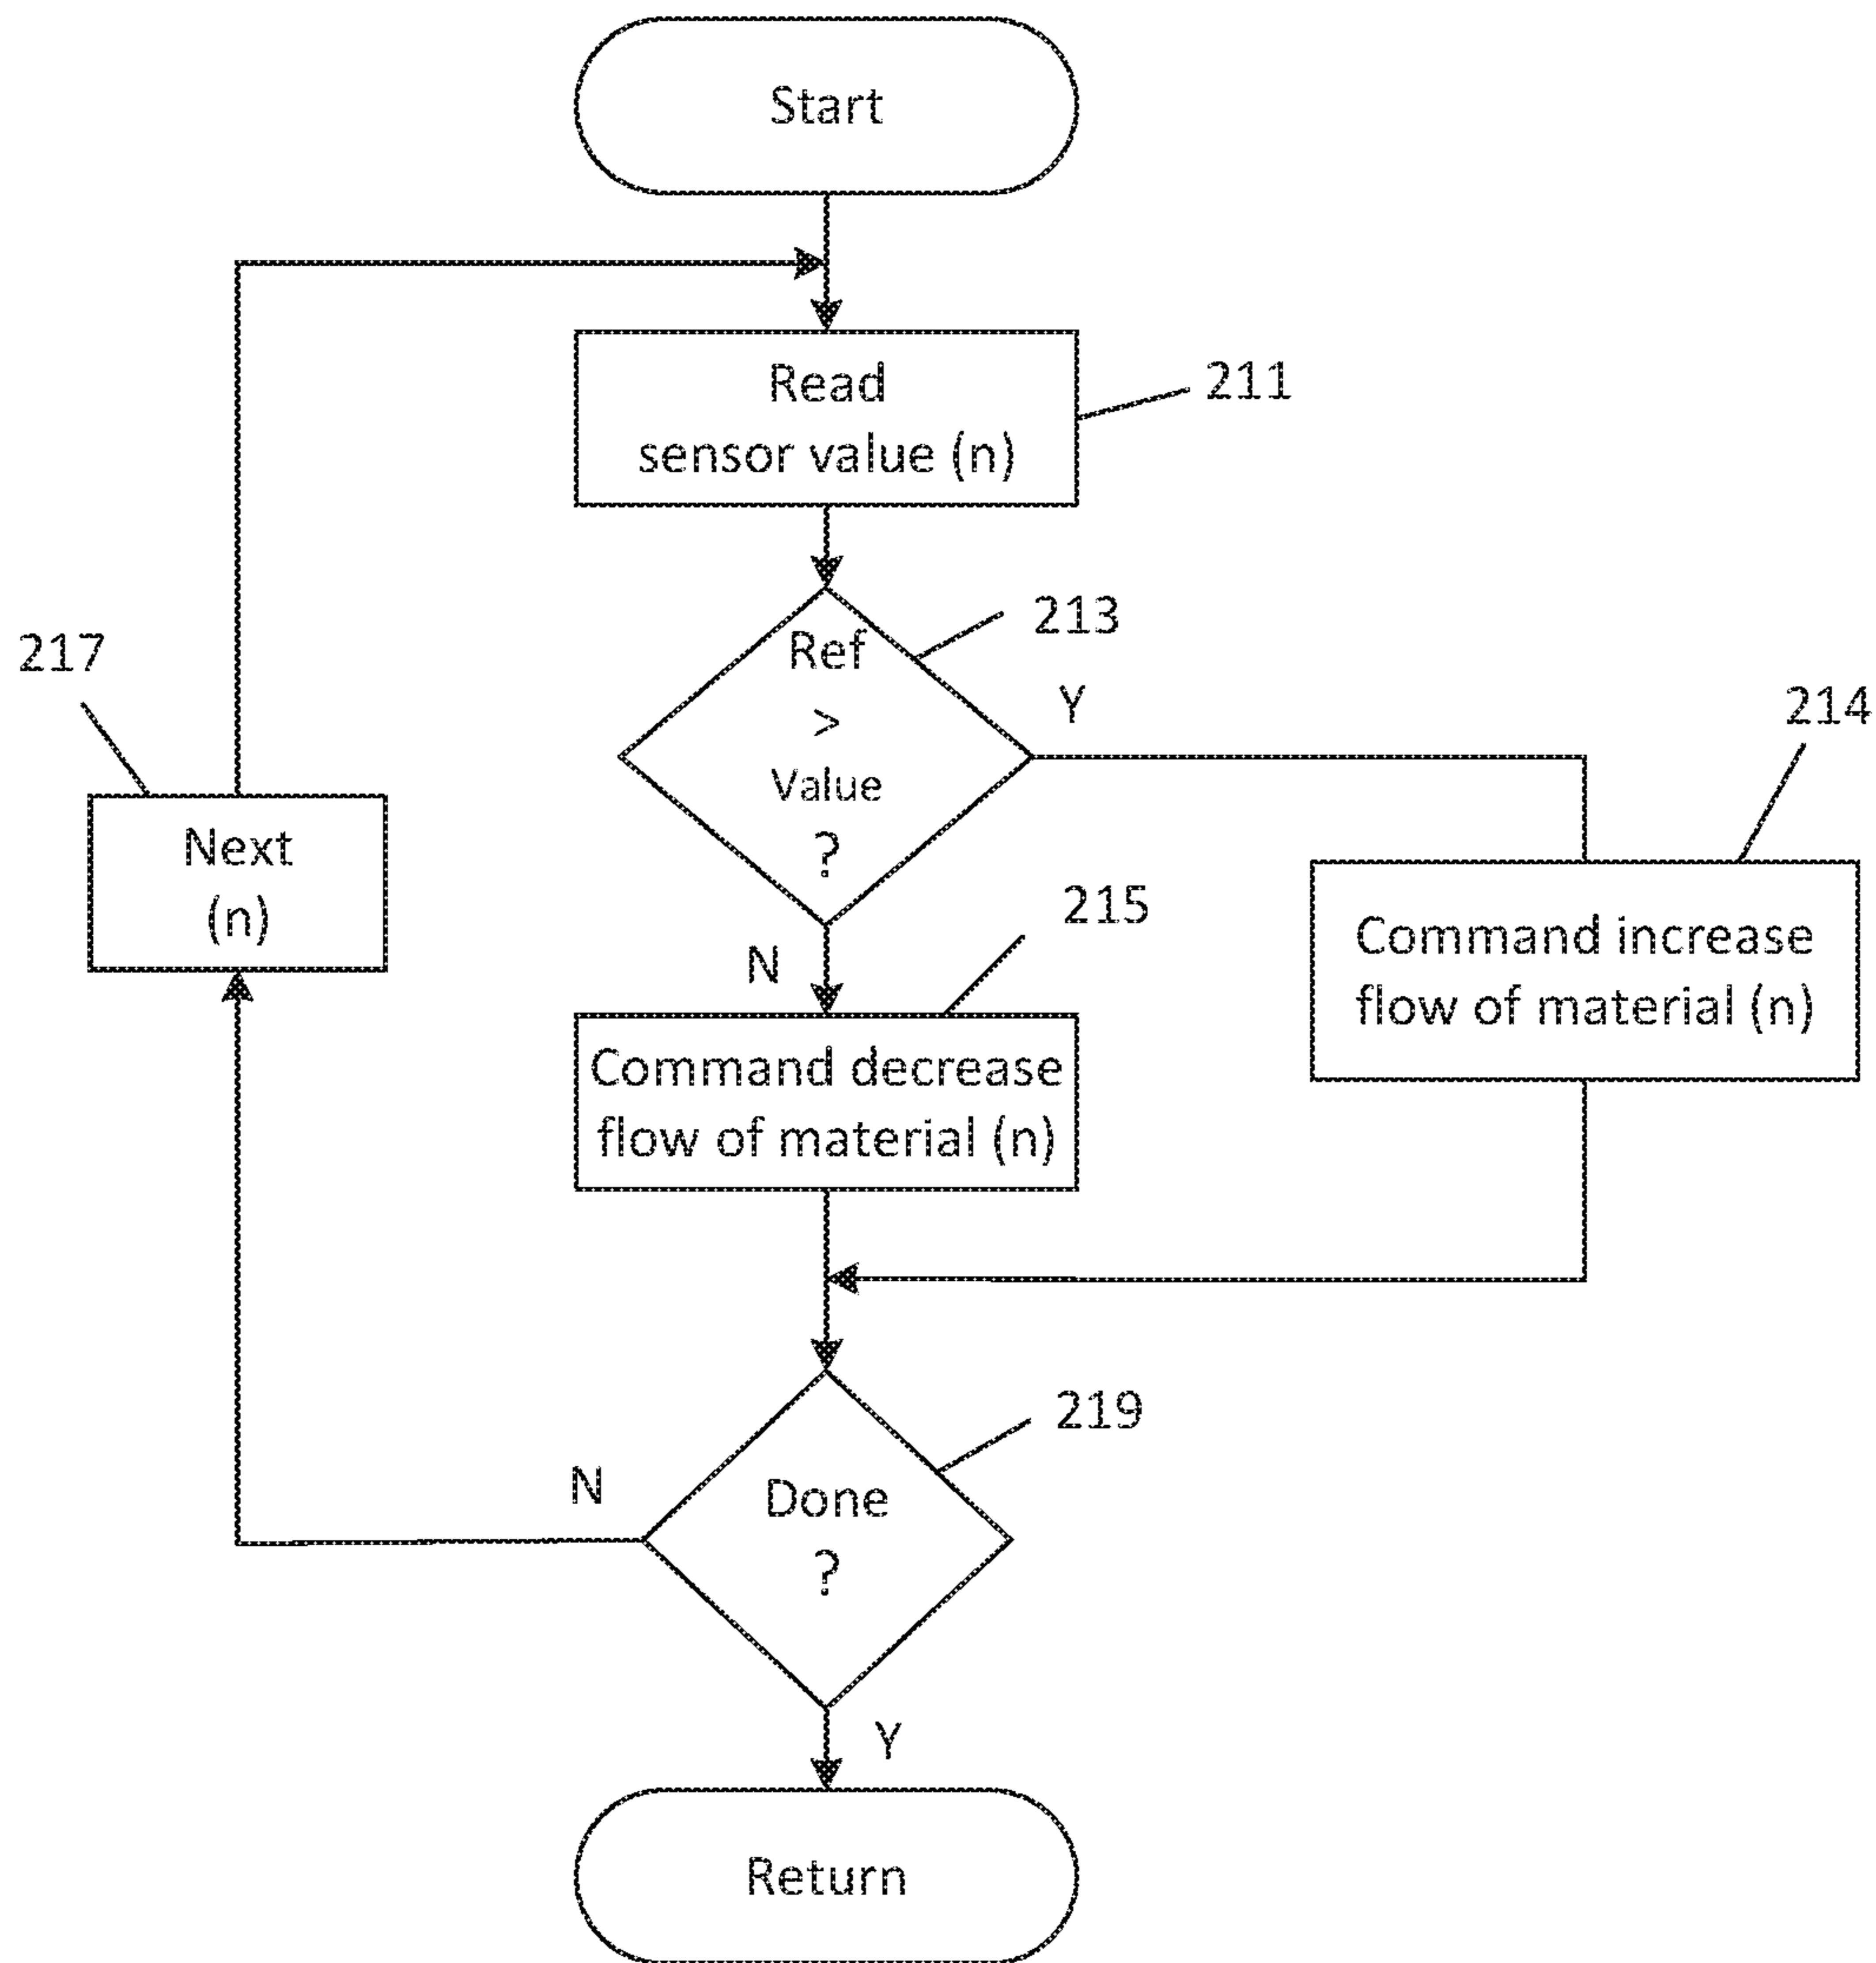 Start
Read
sensor value (n)
211
Ref
>
Value
?
213
Y
N
217
Next
(n)
214
Command increase
flow of material (n)
215
Command decrease
flow of material (n)
219
Done
?
N
Y
Return